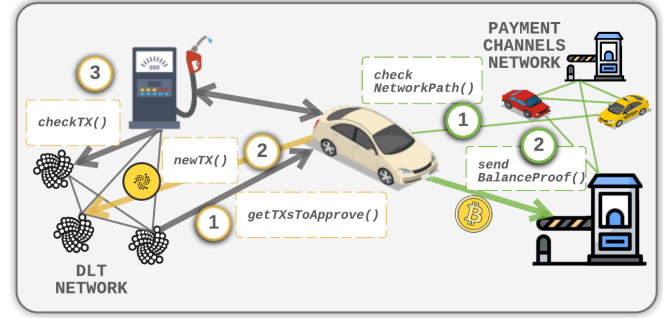 PAYMENT
CHANNELS
NETWORK
3
check
NetworkPath()
1
checkTX()
newTX()
2
2
send
BalanceProof()
1
getTXsToApprove()
DLT
NETWORK